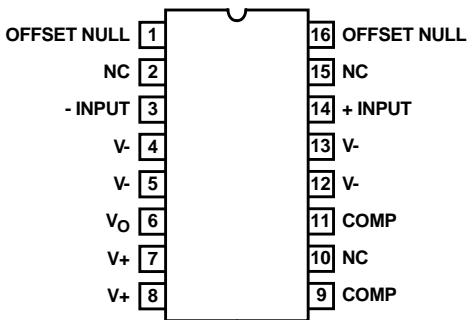 OFFSET NULL 1 16 OFFSET NULL
NC 2 15 NC
- INPUT 3 14 + INPUT
V- 4 13 V-
V- 5 12 V-
VO 6 11 COMP
V+ 7 10 NC
V+ 8 9 COMP